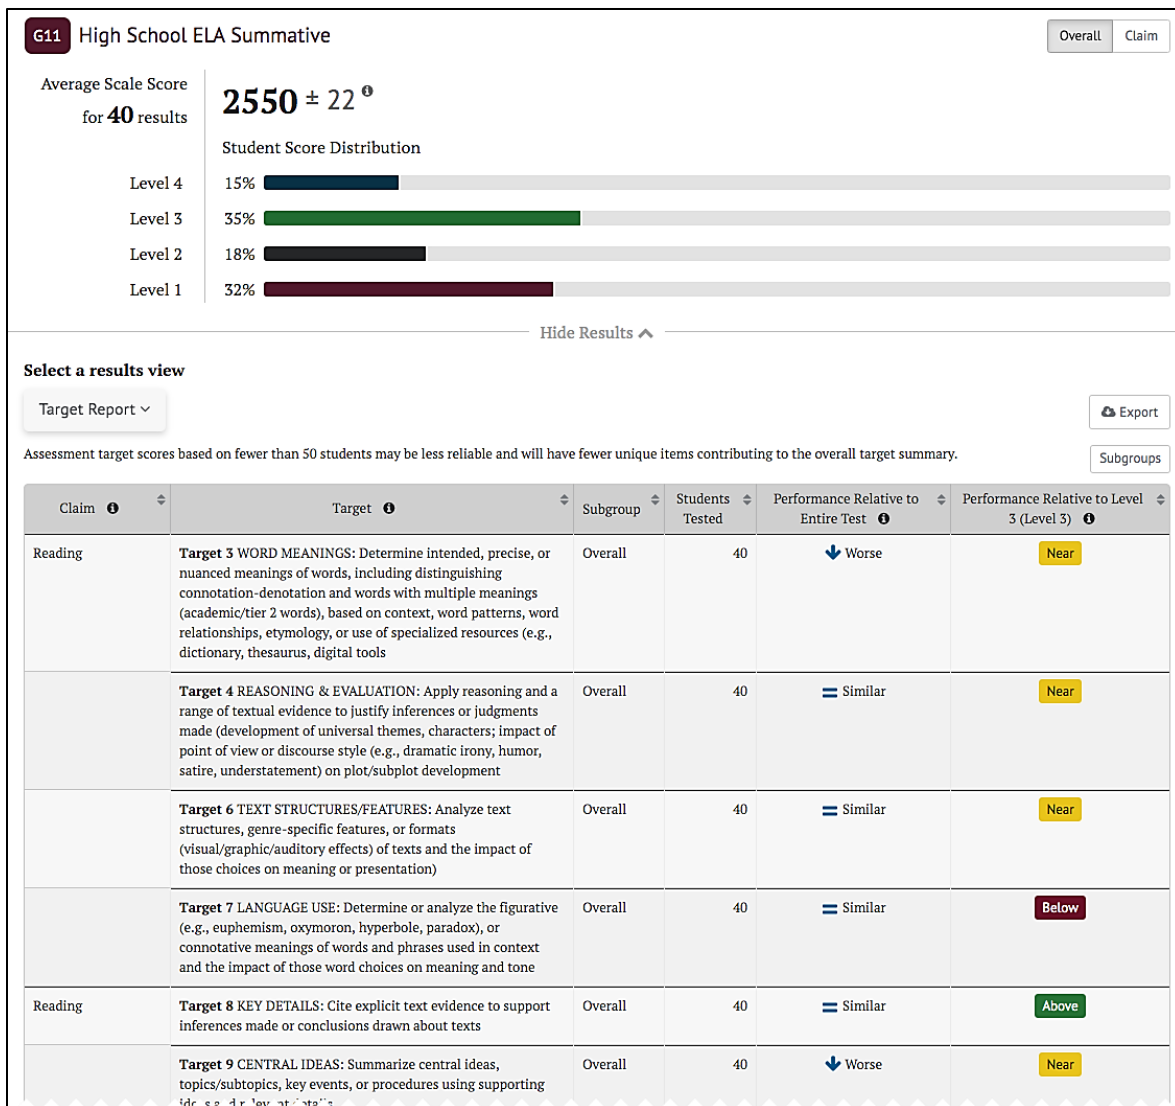 G11 High School ELA Summative
Overall Claim
Average Scale Score
for 40 results
2550 ± 22
Student Score Distribution
Level 4 15%
Level 3 35%
Level 2 18%
Level 1 32%
Hide Results
Select a results view
Target Report
Export
Assessment target scores based on fewer than 50 students may be less reliable and will have fewer unique items contributing to the overall target summary.
Subgroups
Claim Target Subgroup Students Tested Performance Relative to Entire Test Performance Relative to Level 3 (Level 3)
Reading Target 3 WORD MEANINGS: Determine intended, precise, or Overall 40 Worse Near
nuanced meanings of words, including distinguishing
connotation-denotation and words with multiple meanings
(academic/tier 2 words), based on context, word patterns, word
relationships, etymology, or use of specialized resources (e.g.,
dictionary, thesaurus, digital tools
Target 4 REASONING & EVALUATION: Apply reasoning and a Overall 40 Similar Near
range of textual evidence to justify inferences or judgments
made (development of universal themes, characters; impact of
point of view or discourse style (e.g., dramatic irony, humor,
satire, understatement) on plot/subplot development
Target 6 TEXT STRUCTURES/FEATURES: Analyze text Overall 40 Similar Near
structures, genre-specific features, or formats
(visual/graphic/auditory effects) of texts and the impact of
those choices on meaning or presentation)
Target 7 LANGUAGE USE: Determine or analyze the figurative Overall 40 Similar Below
(e.g., euphemism, oxymoron, hyperbole, paradox), or
connotative meanings of words and phrases used in context
and the impact of those word choices on meaning and tone
Reading Target 8 KEY DETAILS: Cite explicit text evidence to support Overall 40 Similar Above
inferences made or conclusions drawn about texts
Target 9 CENTRAL IDEAS: Summarize central ideas, Overall 40 Worse Near
topics/subtopics, key events, or procedures using supporting